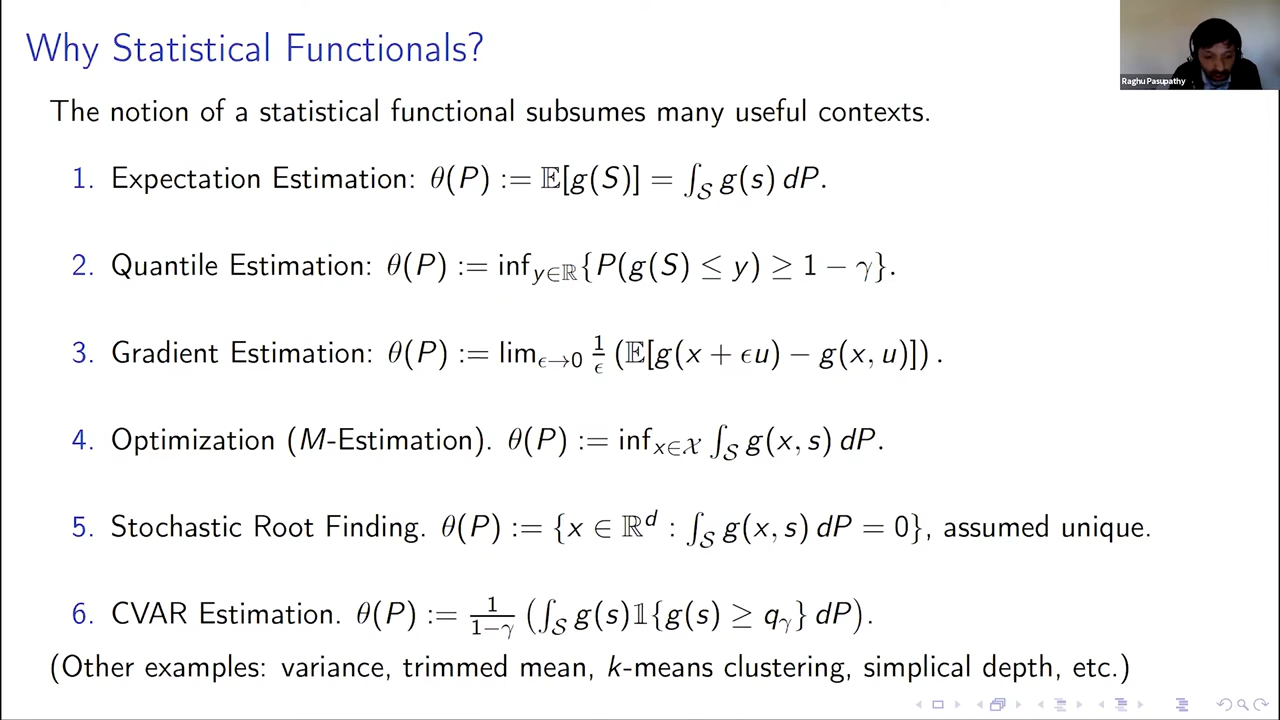 Why Statistical Functionals?
Raghu Pasupathy
The notion of a statistical functional subsumes many useful contexts.
1. Expectation Estimation: θ(P) := 𝔼[g(S)] = ∫_𝒮 g(s) dP.
2. Quantile Estimation: θ(P) := inf_{y∈ℝ}{P(g(S) ≤ y) ≥ 1 − γ}.
3. Gradient Estimation: θ(P) := lim_{ϵ→0} 1/ϵ (𝔼[g(x + ϵu) − g(x, u)]).
4. Optimization (M-Estimation). θ(P) := inf_{x∈𝒳} ∫_𝒮 g(x, s) dP.
5. Stochastic Root Finding. θ(P) := {x ∈ ℝ^d : ∫_𝒮 g(x, s) dP = 0}, assumed unique.
6. CVAR Estimation. θ(P) := 1/(1−γ) (∫_𝒮 g(s)𝟙{g(s) ≥ q_γ} dP).
(Other examples: variance, trimmed mean, k-means clustering, simplical depth, etc.)